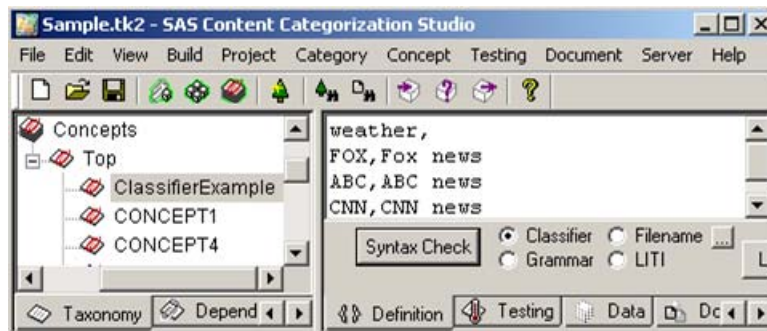 Sample.tk2 - SAS Content Categorization Studio
File Edit View Build Project Category Concept Testing Document Server Help
Concepts
Top
ClassifierExample
CONCEPT1
CONCEPT4
Taxonomy Depend
weather,
FOX,Fox news
ABC,ABC news
CNN,CNN news
Syntax Check
Classifier Filename ...
Grammar LITI
L
Definition Testing Data Dc